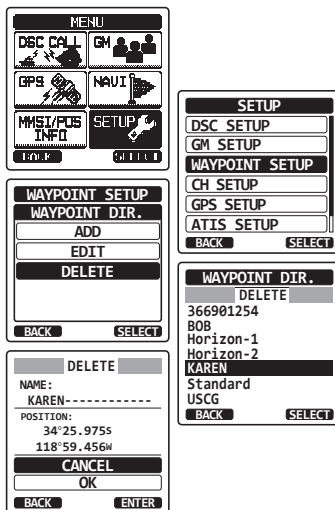 MENU
DSC CALL
GM
GPS
NAVI
MMSI/POS
INFO
SETUP
BACK
SELECT
SETUP
DSC SETUP
GM SETUP
WAYPOINT SETUP
CH SETUP
GPS SETUP
ATIS SETUP
BACK
SELECT
WAYPOINT SETUP
WAYPOINT DIR.
ADD
EDIT
DELETE
BACK
SELECT
WAYPOINT DIR.
DELETE
366901254
BOB
Horizon-1
Horizon-2
KAREN
Standard
USCG
BACK
SELECT
DELETE
NAME:
KAREN------------
POSITION:
34°25.975S
118°59.456W
CANCEL
OK
BACK
ENTER